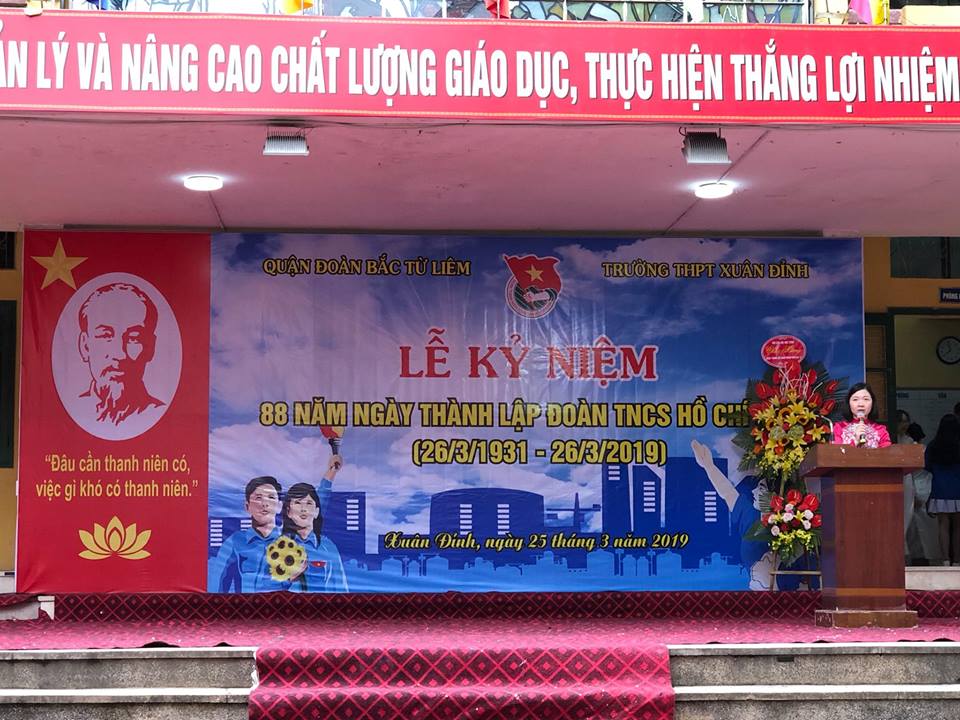 ẢN LÝ VÀ NÂNG CAO CHẤT LƯỢNG GIÁO DỤC, THỰC HIỆN THẮNG LỢI NHIỆM
QUẬN ĐOÀN BẮC TỪ LIÊM
TRƯỜNG THPT XUÂN ĐỈNH
LỄ KỶ NIỆM
88 NĂM NGÀY THÀNH LẬP ĐOÀN TNCS HỒ CHÍ
(26/3/1931 - 26/3/2019)
Xuân Đỉnh, ngày 25 tháng 3 năm 2019
“Đâu cần thanh niên có,
việc gì khó có thanh niên.”
PHÒNG